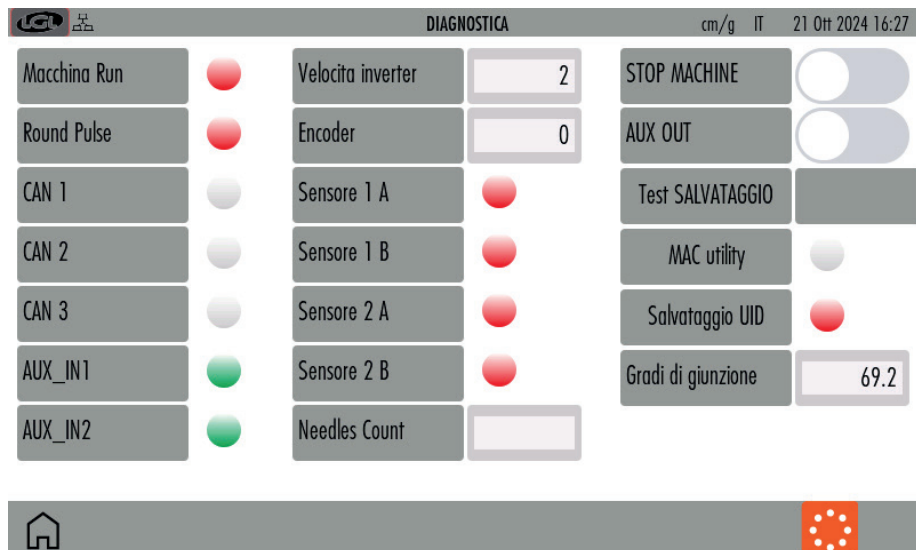 LGL
DIAGNOSTICA
cm/g IT 21 Ott 2024 16:27
Macchina Run
Round Pulse
CAN 1
CAN 2
CAN 3
AUX_IN1
AUX_IN2
Velocita inverter 2
Encoder 0
Sensore 1 A
Sensore 1 B
Sensore 2 A
Sensore 2 B
Needles Count
STOP MACHINE
AUX OUT
Test SALVATAGGIO
MAC utility
Salvataggio UID
Gradi di giunzione 69.2